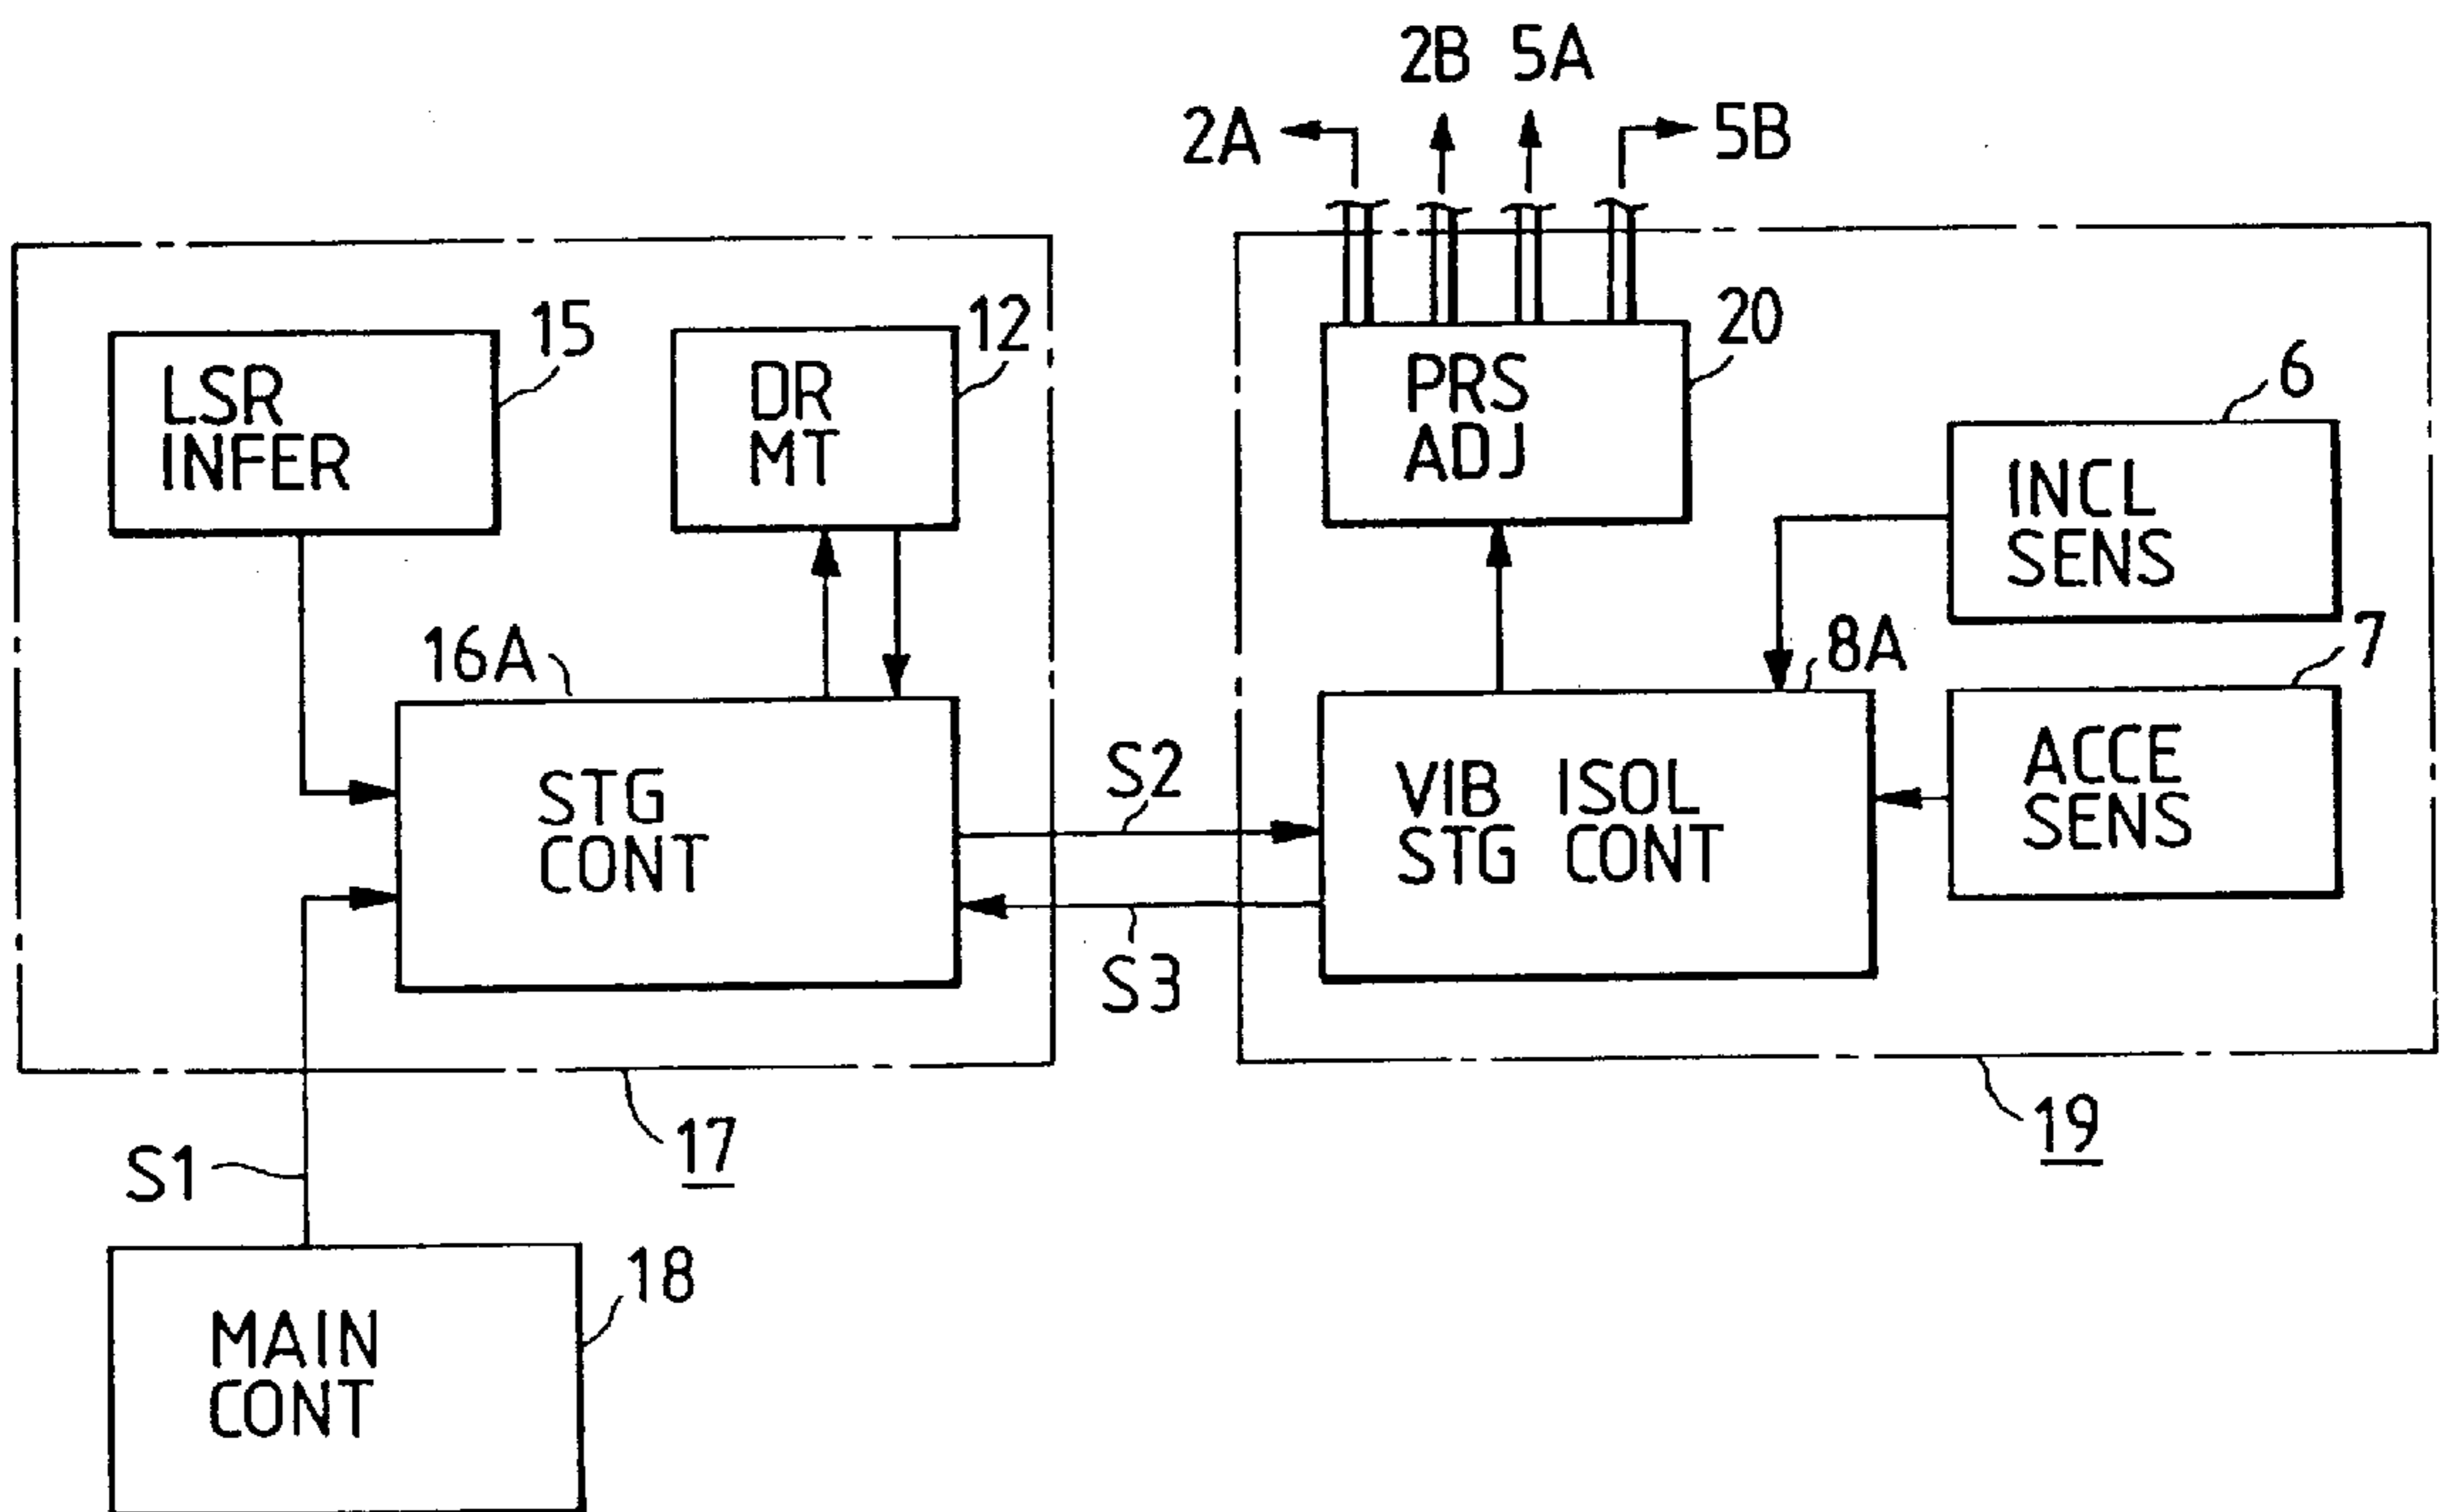 2B 5A
2A 5B
15
12
20
6
LSR
INFER
DR
MT
PRS
ADJ
INCL
SENS
16A
8A
7
STG
CONT
S2
VIB ISOL
STG CONT
ACCE
SENS
S3
S1
17
19
18
MAIN
CONT